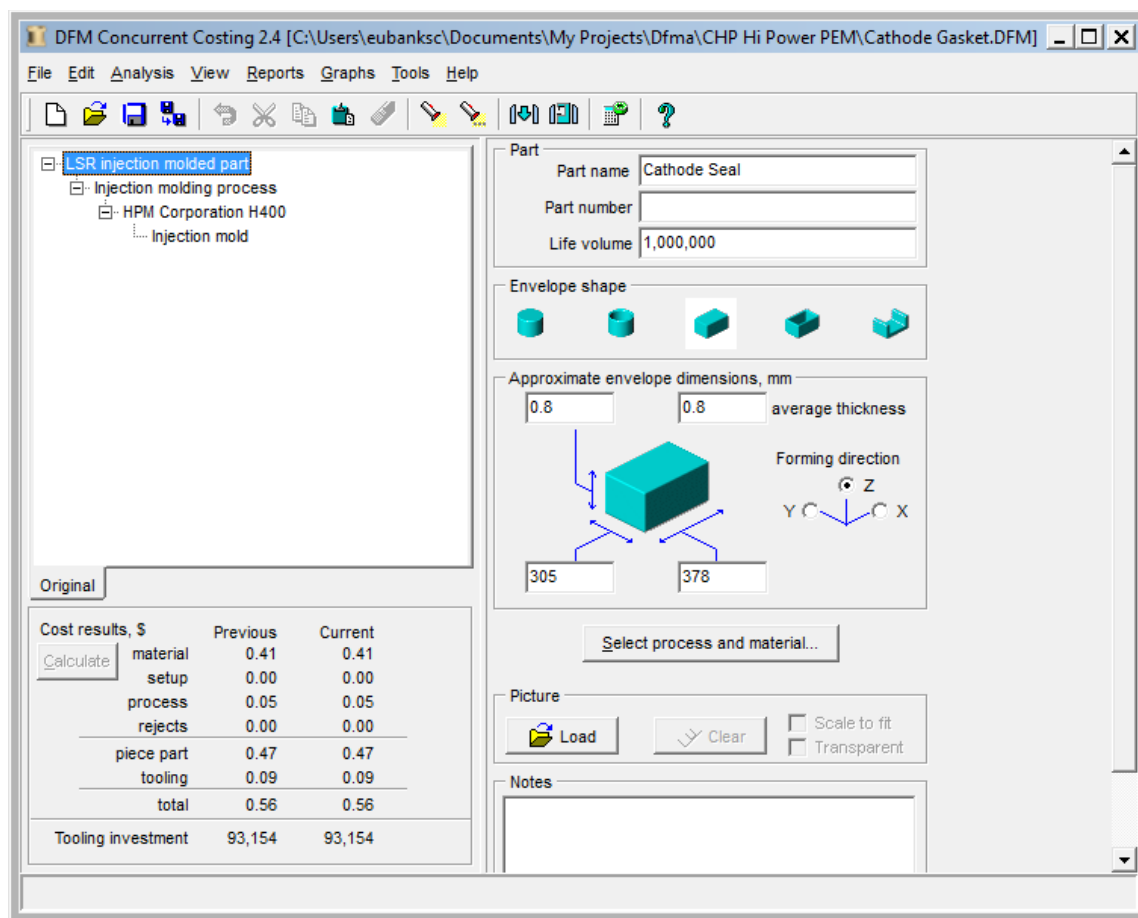 DFM Concurrent Costing 2.4 [C:\Users\eubanksc\Documents\My Projects\Dfma\CHP Hi Power PEM\Cathode Gasket.DFM]
File Edit Analysis View Reports Graphs Tools Help
LSR injection molded part
Injection molding process
HPM Corporation H400
Injection mold
Original
Cost results, $ Previous Current
Calculate
material 0.41 0.41
setup 0.00 0.00
process 0.05 0.05
rejects 0.00 0.00
piece part 0.47 0.47
tooling 0.09 0.09
total 0.56 0.56
Tooling investment 93,154 93,154
Part
Part name Cathode Seal
Part number
Life volume 1,000,000
Envelope shape
Approximate envelope dimensions, mm
0.8 0.8 average thickness
Forming direction
Z
Y X
305 378
Select process and material...
Picture
Load Clear Scale to fit
Transparent
Notes